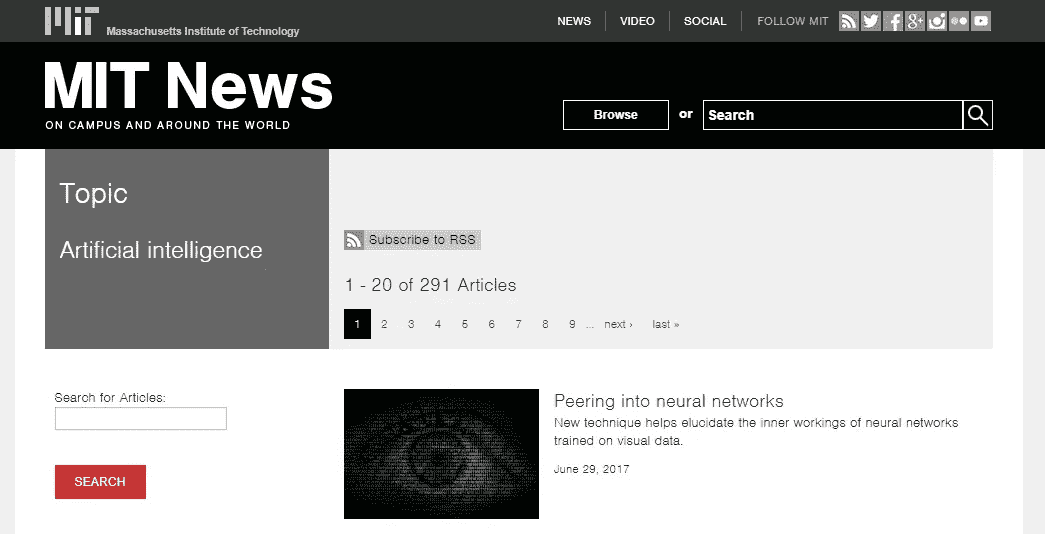 MIT
Massachusetts Institute of Technology
NEWS
VIDEO
SOCIAL
FOLLOW MIT
MIT News
ON CAMPUS AND AROUND THE WORLD
Browse
or
Search
Topic
Artificial intelligence
Subscribe to RSS
1 - 20 of 291 Articles
1 2 3 4 5 6 7 8 9 ... next › last »
Search for Articles:
SEARCH
Peering into neural networks
New technique helps elucidate the inner workings of neural networks
trained on visual data.
June 29, 2017